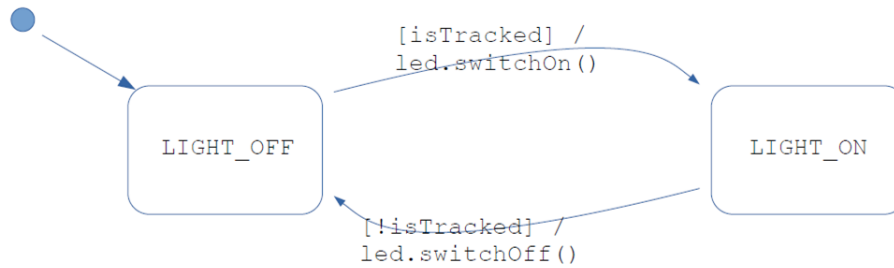 [isTracked] /
led.switchOn()
LIGHT_OFF
LIGHT_ON
[!isTracked] /
led.switchOff()